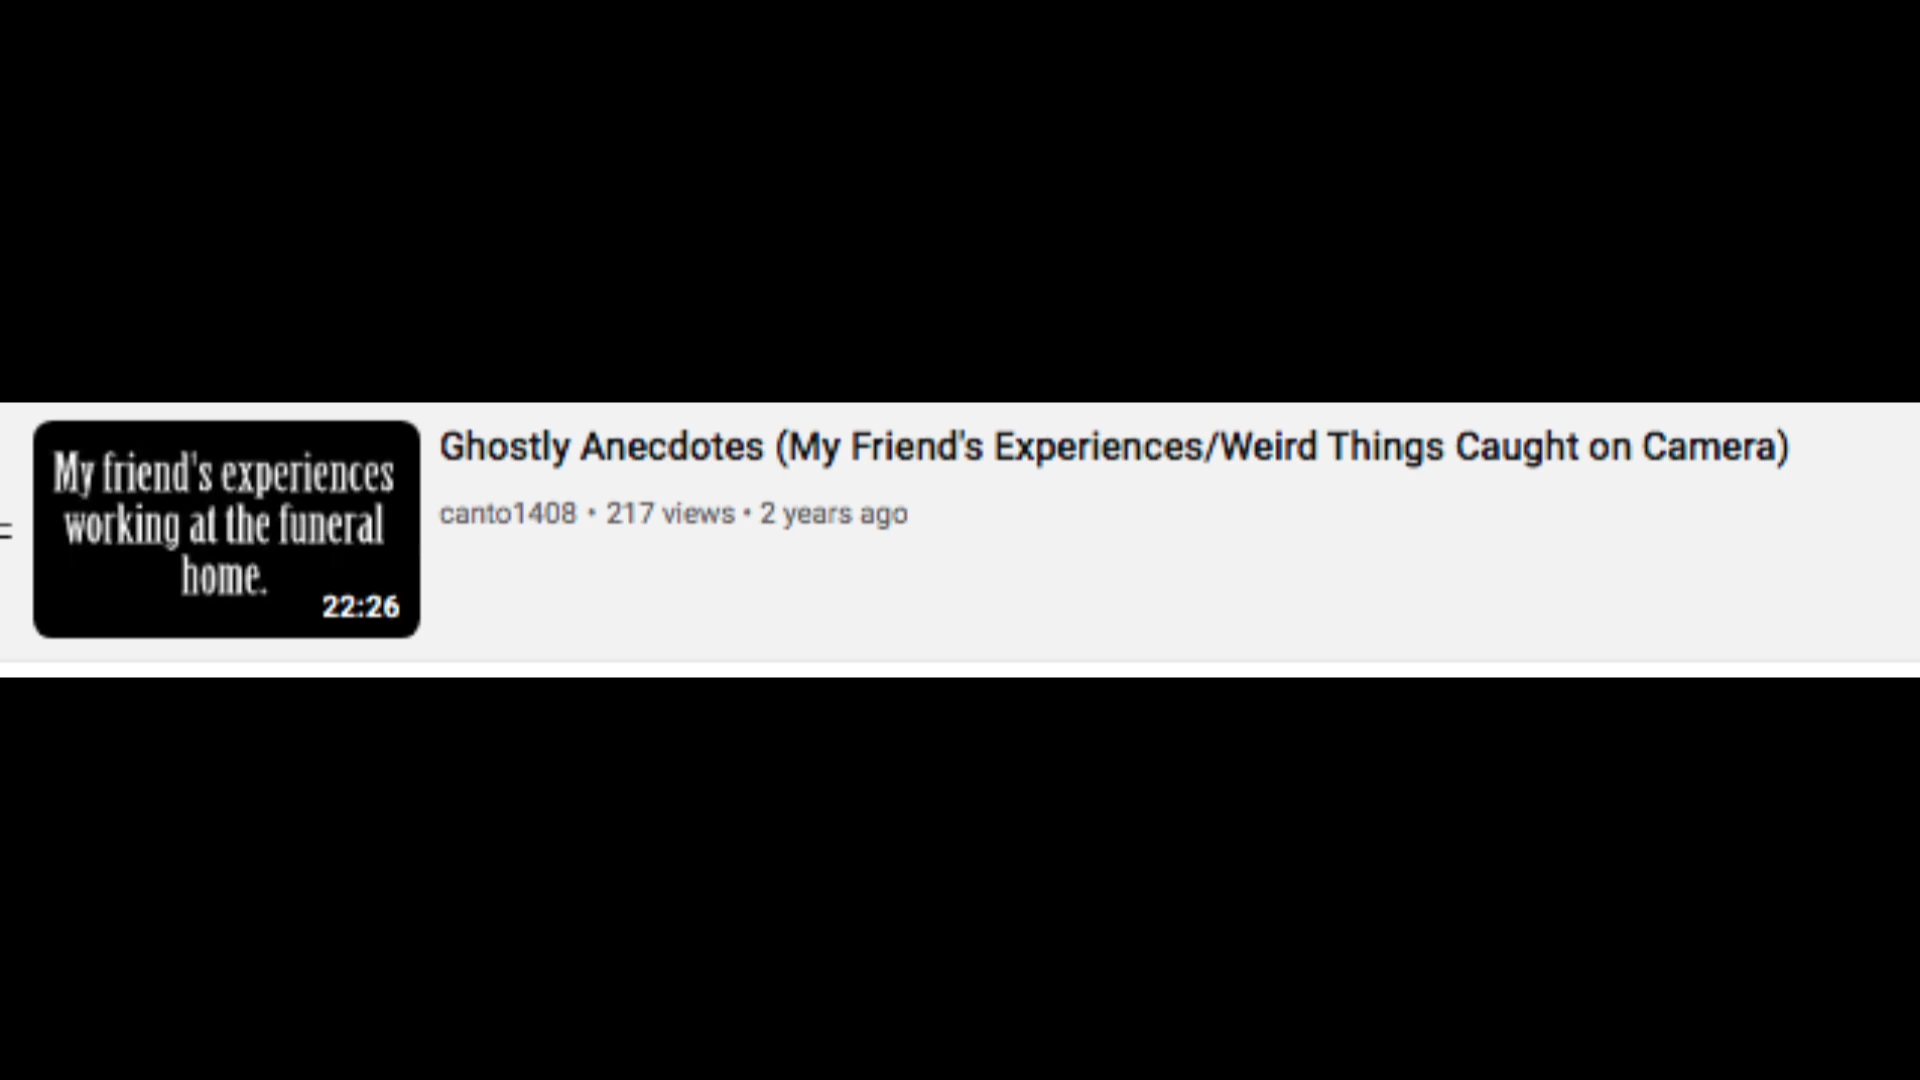 My friend's experiences
working at the funeral
home.
22:26
Ghostly Anecdotes (My Friend's Experiences/Weird Things Caught on Camera)
canto1408 • 217 views • 2 years ago